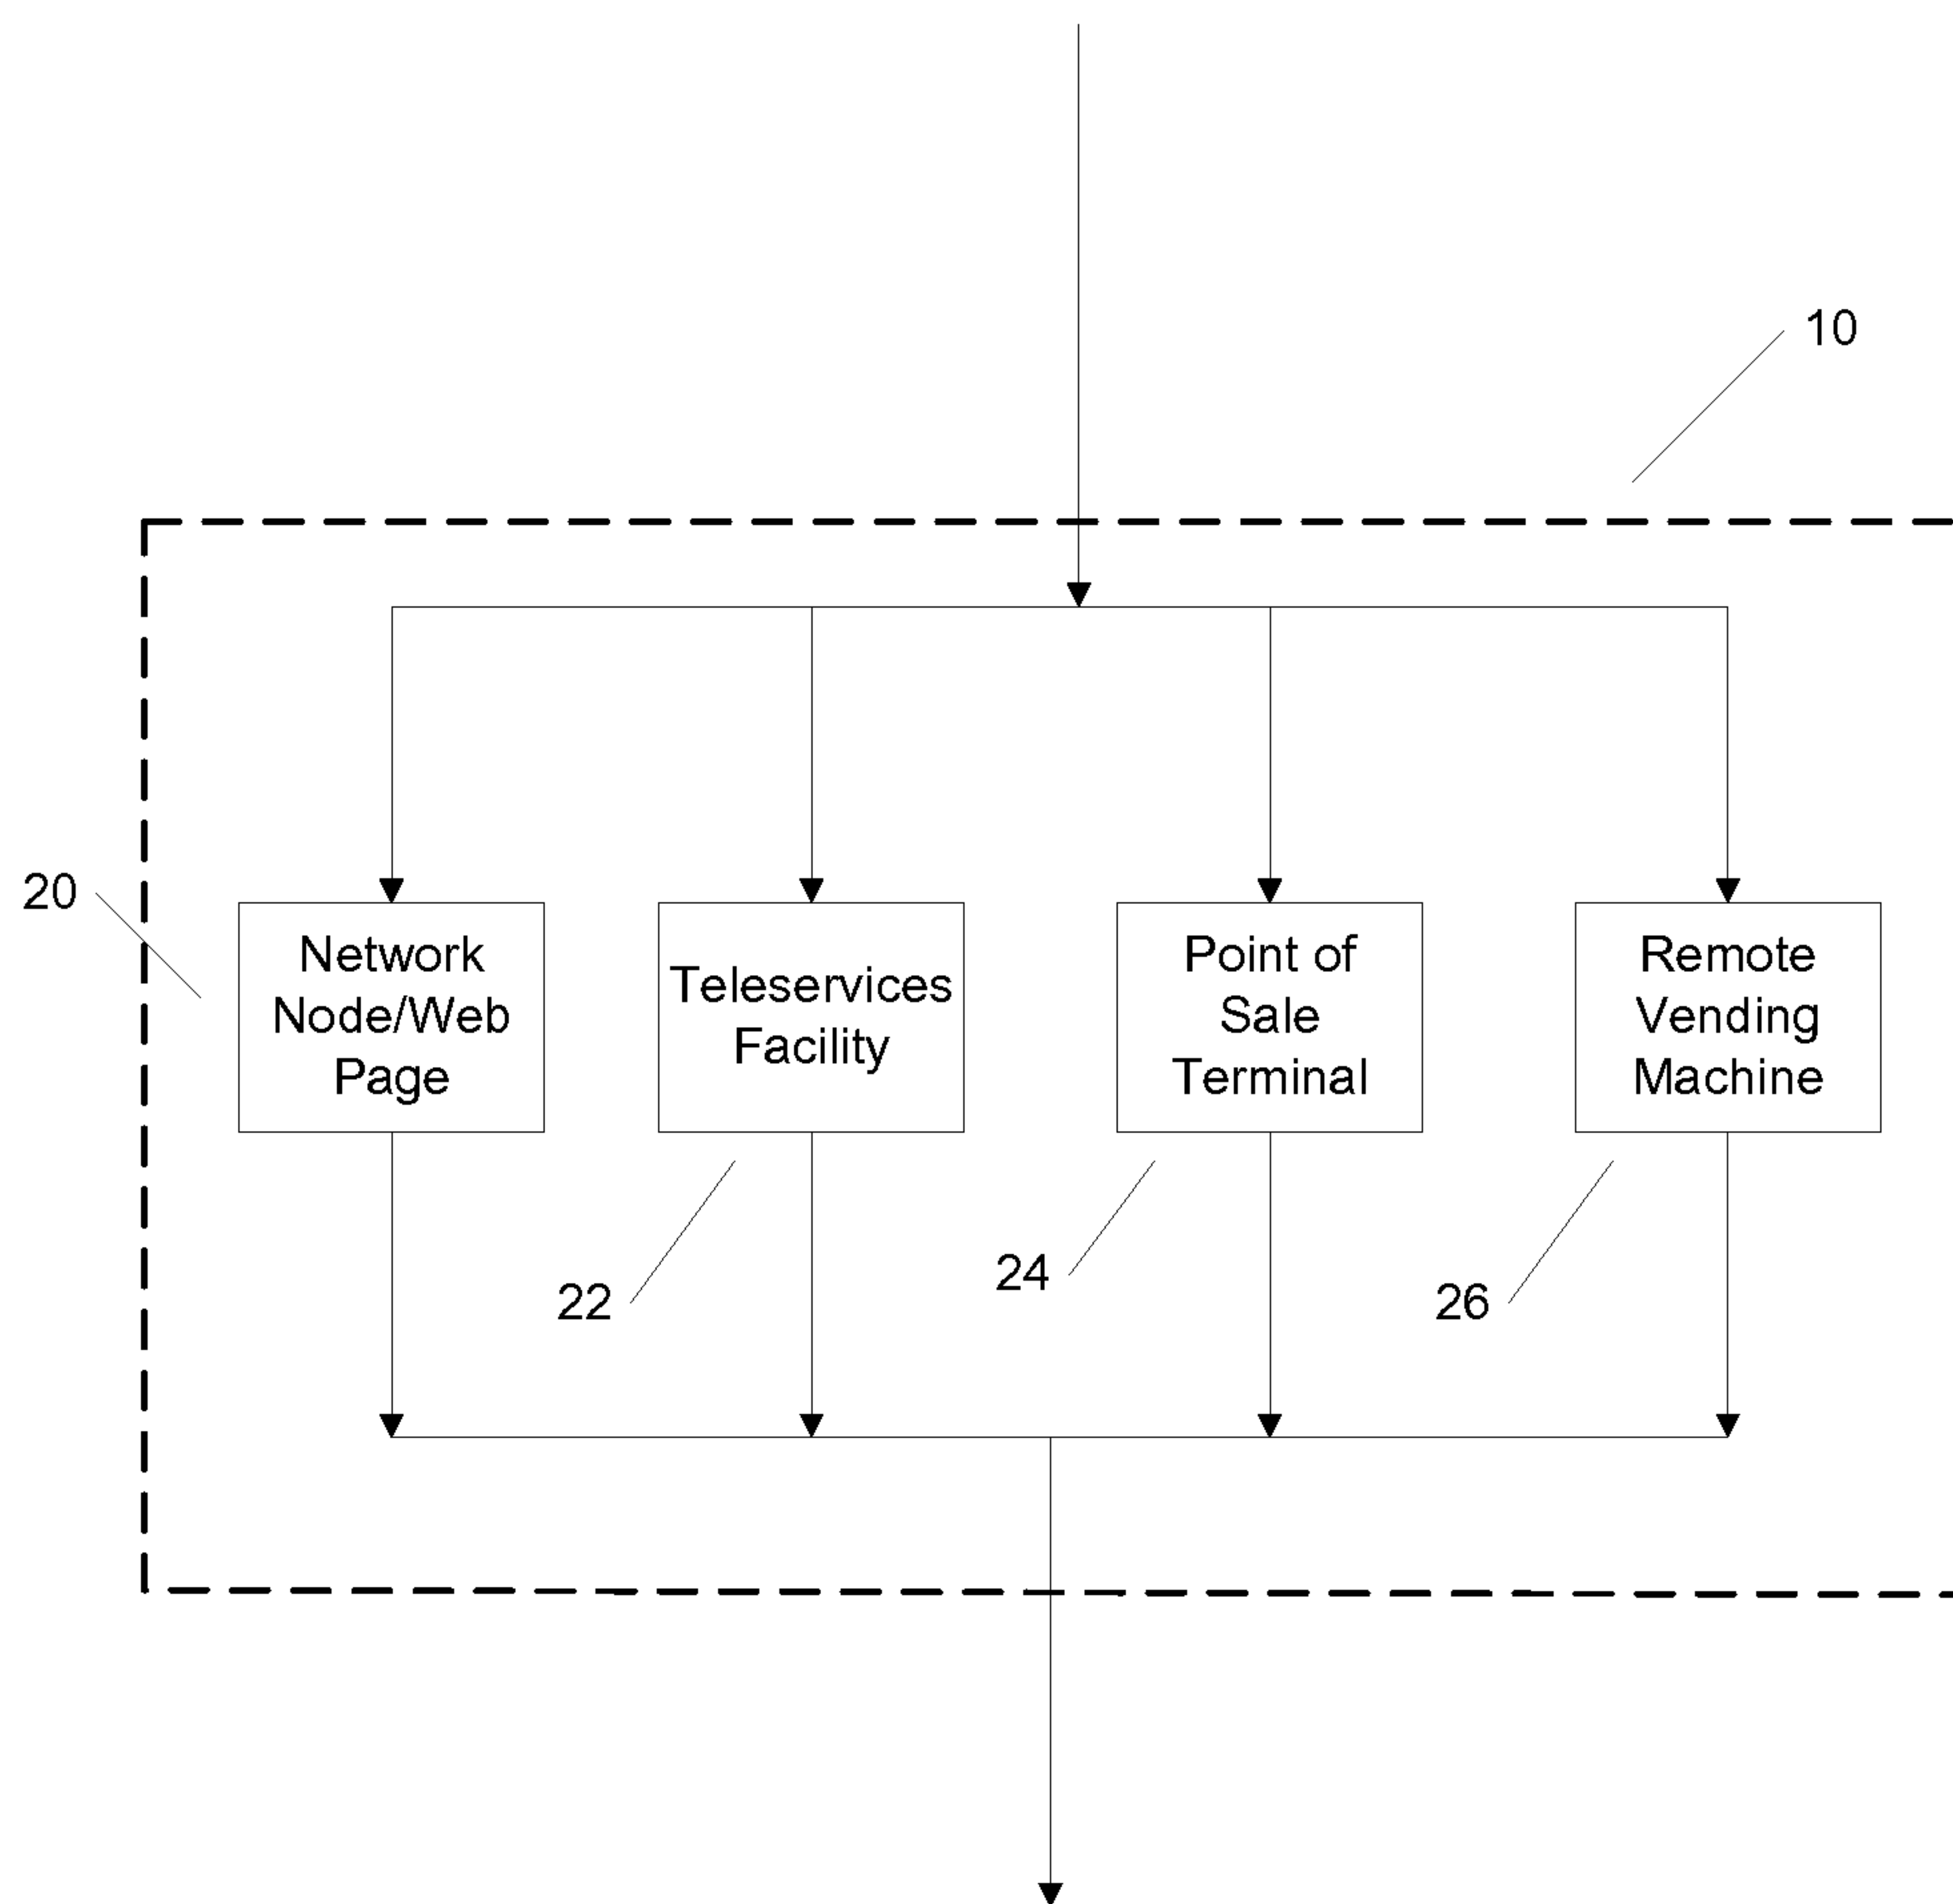 10
20
Network
Node/Web
Page
Teleservices
Facility
Point of
Sale
Terminal
Remote
Vending
Machine
22
24
26